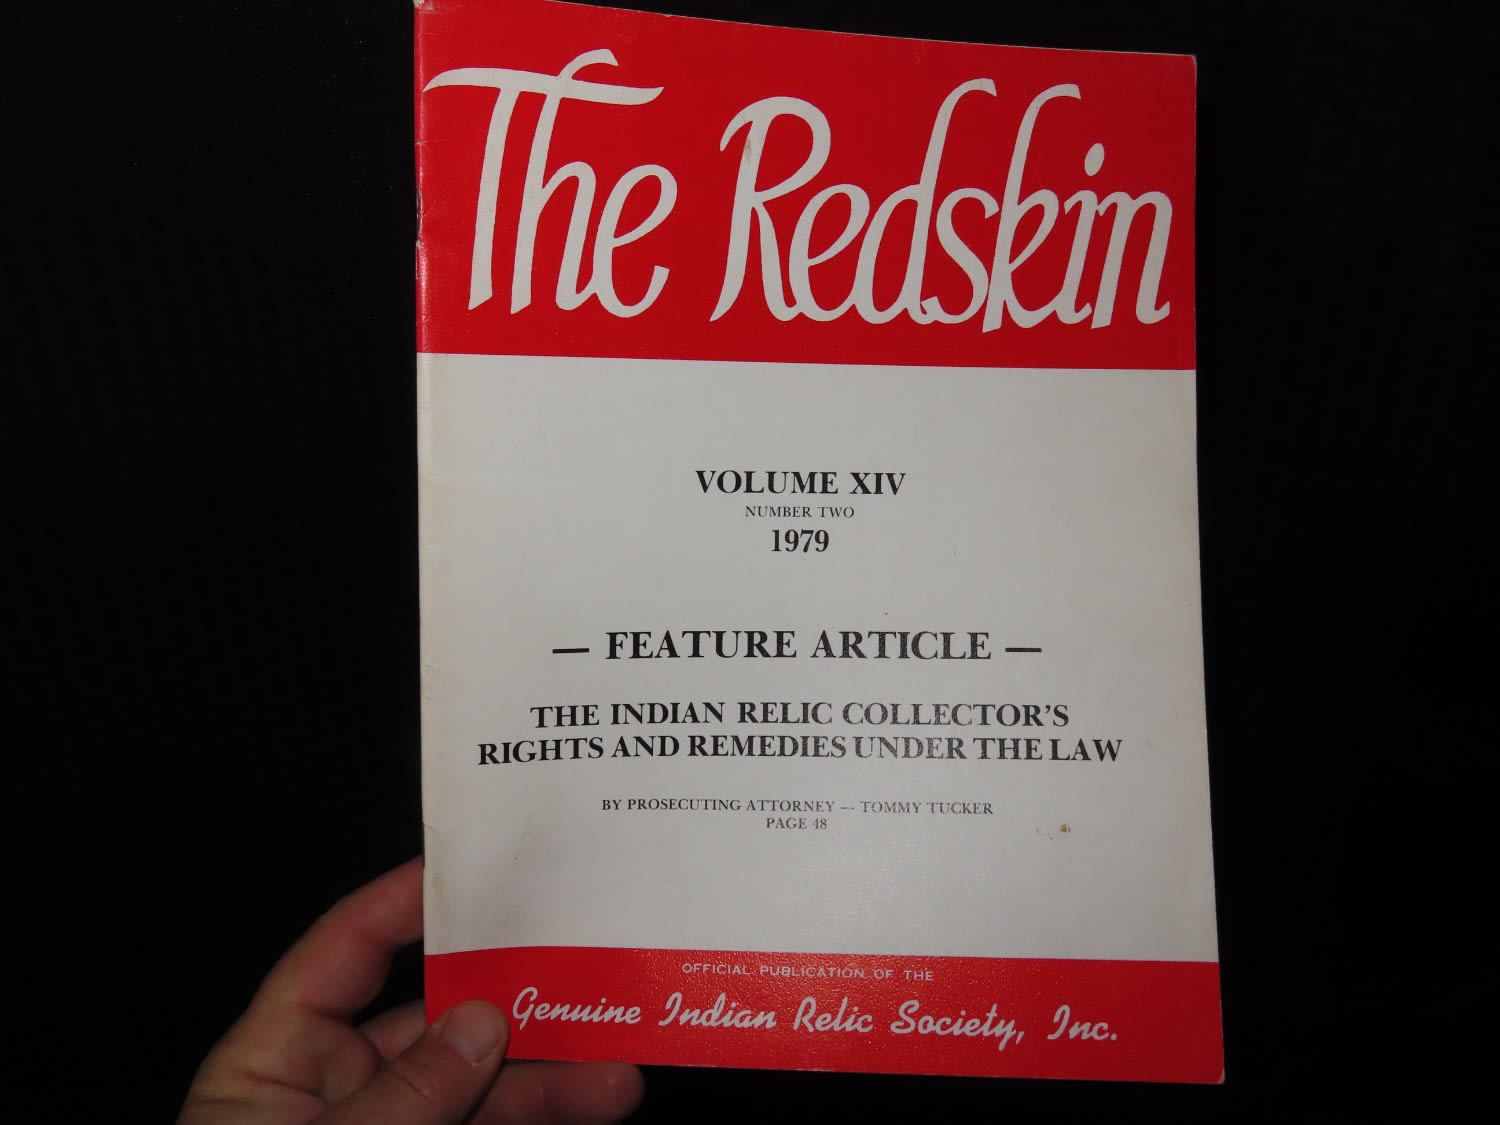 The Redskin
VOLUME XIV
NUMBER TWO
1979
— FEATURE ARTICLE —
THE INDIAN RELIC COLLECTOR'S
RIGHTS AND REMEDIES UNDER THE LAW
BY PROSECUTING ATTORNEY — TOMMY TUCKER
PAGE 48
OFFICIAL PUBLICATION OF THE
Genuine Indian Relic Society, Inc.